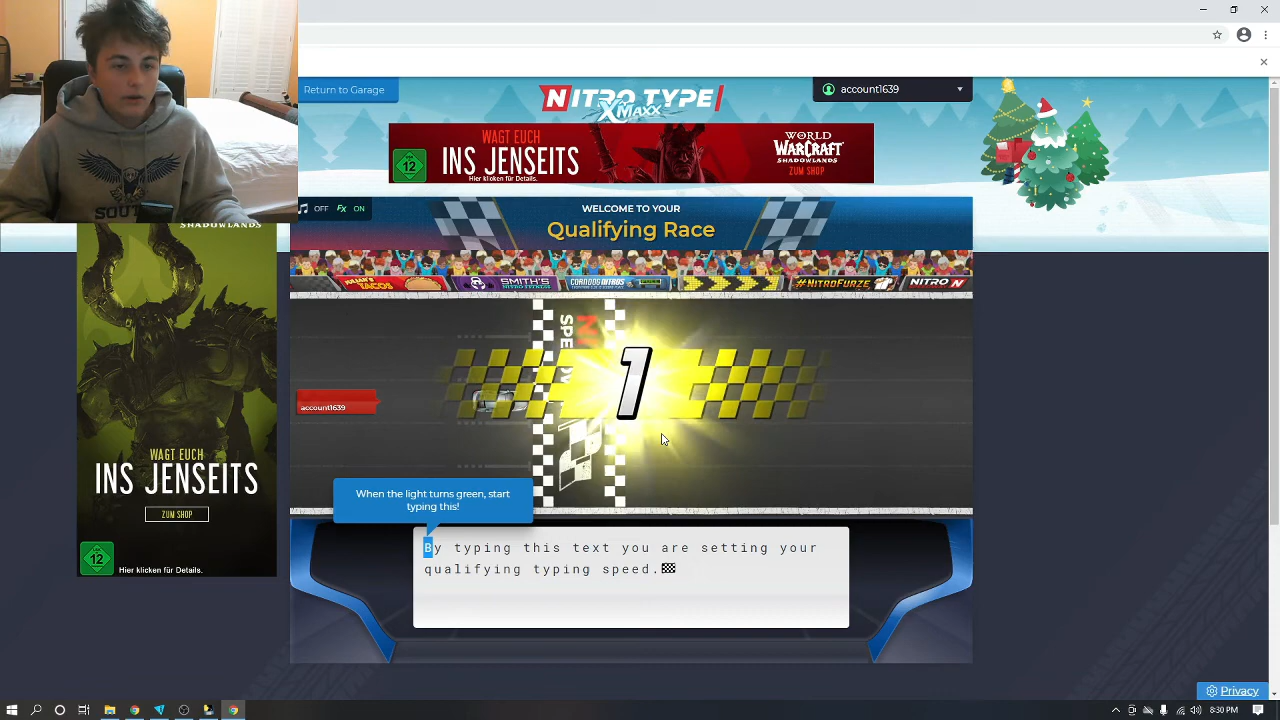 Return to Garage
NITRO TYPE
XMAXX
account1639
WAGT EUCH
INS JENSEITS
Hier klicken für Details.
12
WORLD
WARCRAFT
SHADOWLANDS
ZUM SHOP
OFF Fx ON
WELCOME TO YOUR
Qualifying Race
SMITH'S
#NITROFURZE
NITRO N
SOUT
SHADOWLANDS
WAGT EUCH
INS JENSEITS
ZUM SHOP
12
Hier klicken für Details.
N
SPE
1
account1639
When the light turns green, start
typing this!
By typing this text you are setting your
qualifying typing speed.
Privacy
8:30 PM